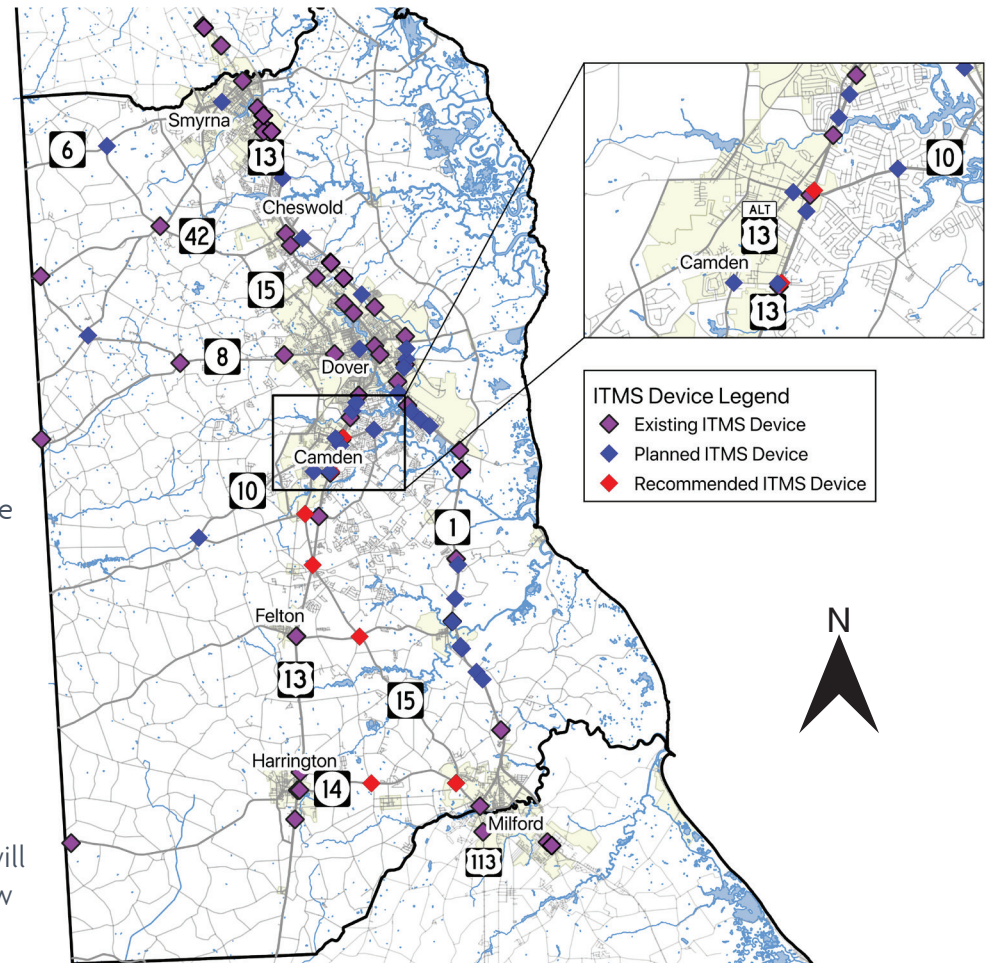 Smyrna
6
13
Cheswold
42
15
8
Dover
Camden
10
e
1
Felton
13
15
Harrington
14
Milford
113
vill
w
10
ALT
13
Camden
13
ITMS Device Legend
Existing ITMS Device
Planned ITMS Device
Recommended ITMS Device
N